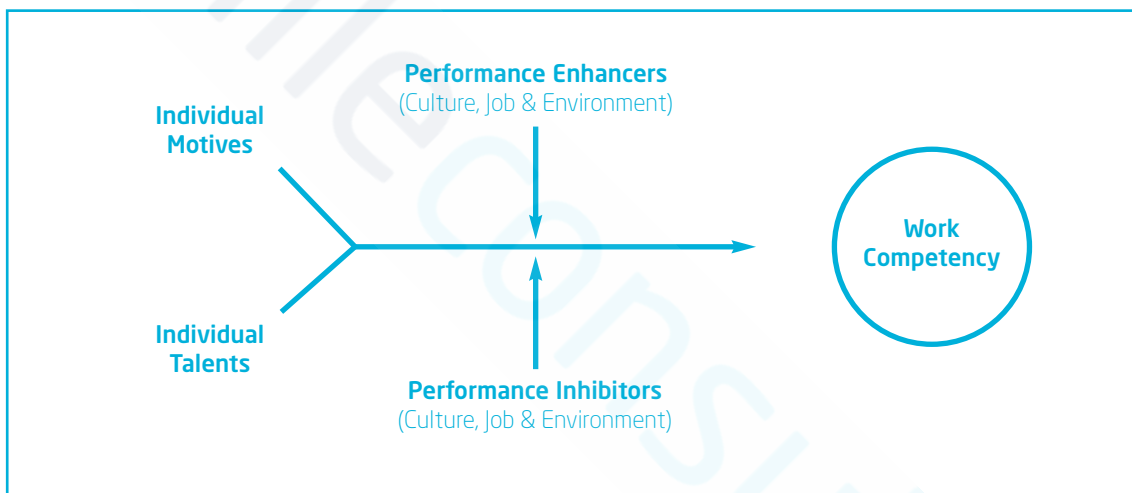 Performance Enhancers
(Culture, Job & Environment)
Individual
Motives
Work
Competency
Individual
Talents
Performance Inhibitors
(Culture, Job & Environment)